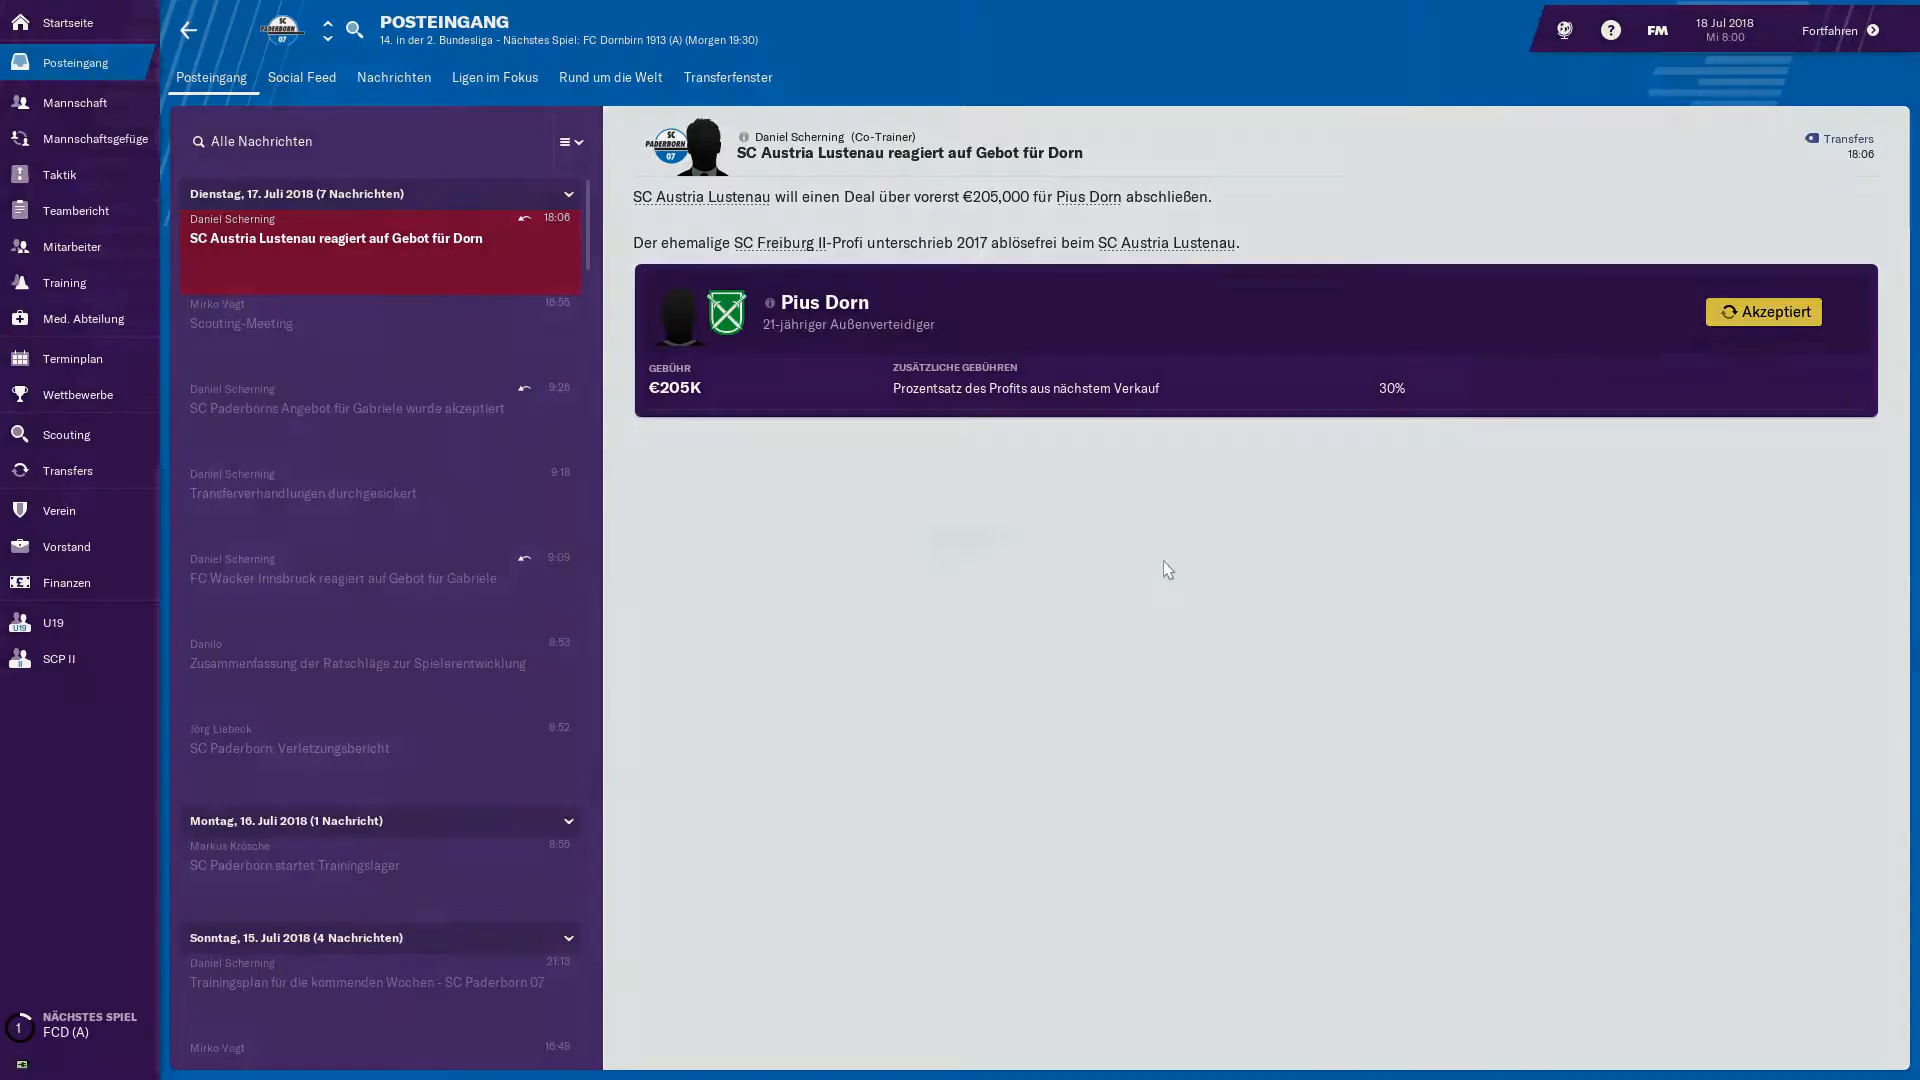 Startseite
Posteingang
Mannschaft
Mannschaftsgefüge
Taktik
Teambericht
Mitarbeiter
Training
Med. Abteilung
Terminplan
Wettbewerbe
Scouting
Transfers
Verein
Vorstand
Finanzen
U19
U19
SCP II
II
1
NÄCHSTES SPIEL
FCD (A)
SC
PADERBORN
07
POSTEINGANG
14. in der 2. Bundesliga - Nächstes Spiel: FC Dornbirn 1913 (A) (Morgen 19:30)
?
FM
18 Jul 2018
Mi 8:00
Fortfahren
Posteingang
Social Feed
Nachrichten
Ligen im Fokus
Rund um die Welt
Transferfenster
Alle Nachrichten
Dienstag, 17. Juli 2018 (7 Nachrichten)
Daniel Scherning 18:06
SC Austria Lustenau reagiert auf Gebot für Dorn
Mirko Vogt 16:55
Scouting-Meeting
Daniel Scherning 9:26
SC Paderborns Angebot für Gabriele wurde akzeptiert
Daniel Scherning 9:18
Transferverhandlungen durchgesickert
Daniel Scherning 9:09
FC Wacker Innsbruck reagiert auf Gebot für Gabriele
Danilo 8:53
Zusammenfassung der Ratschläge zur Spielerentwicklung
Jörg Liebeck 8:52
SC Paderborn: Verletzungsbericht
Montag, 16. Juli 2018 (1 Nachricht)
Markus Krösche 8:55
SC Paderborn startet Trainingslager
Sonntag, 15. Juli 2018 (4 Nachrichten)
Daniel Scherning 21:13
Trainingsplan für die kommenden Wochen - SC Paderborn 07
Mirko Vogt 16:48
SC
PADERBORN
07
Daniel Scherning (Co-Trainer)
SC Austria Lustenau reagiert auf Gebot für Dorn
Transfers
18:06
SC Austria Lustenau will einen Deal über vorerst €205,000 für Pius Dorn abschließen.
Der ehemalige SC Freiburg II-Profi unterschrieb 2017 ablösefrei beim SC Austria Lustenau.
Pius Dorn
21-jähriger Außenverteidiger
Akzeptiert
GEBÜHR
€205K
ZUSÄTZLICHE GEBÜHREN
Prozentsatz des Profits aus nächstem Verkauf 30%